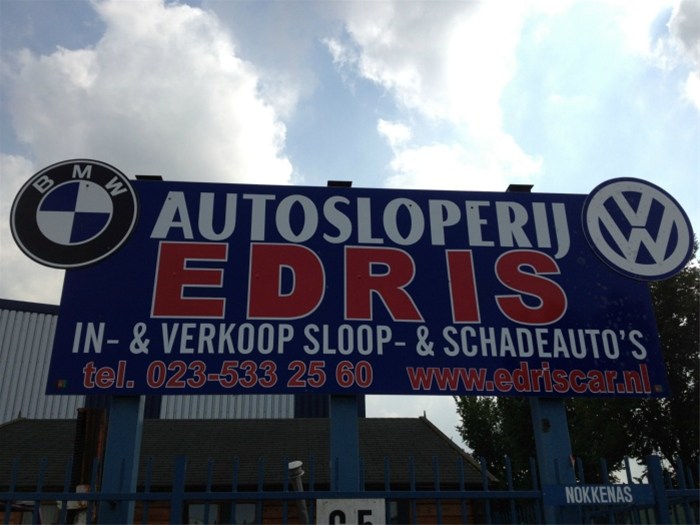 BMW
AUTOSLOPERIJ
EDRIS
IN- & VERKOOP SLOOP- & SCHADEAUTO'S
tel. 023-533 25 60 www.edriscar.nl
NOKKENAS